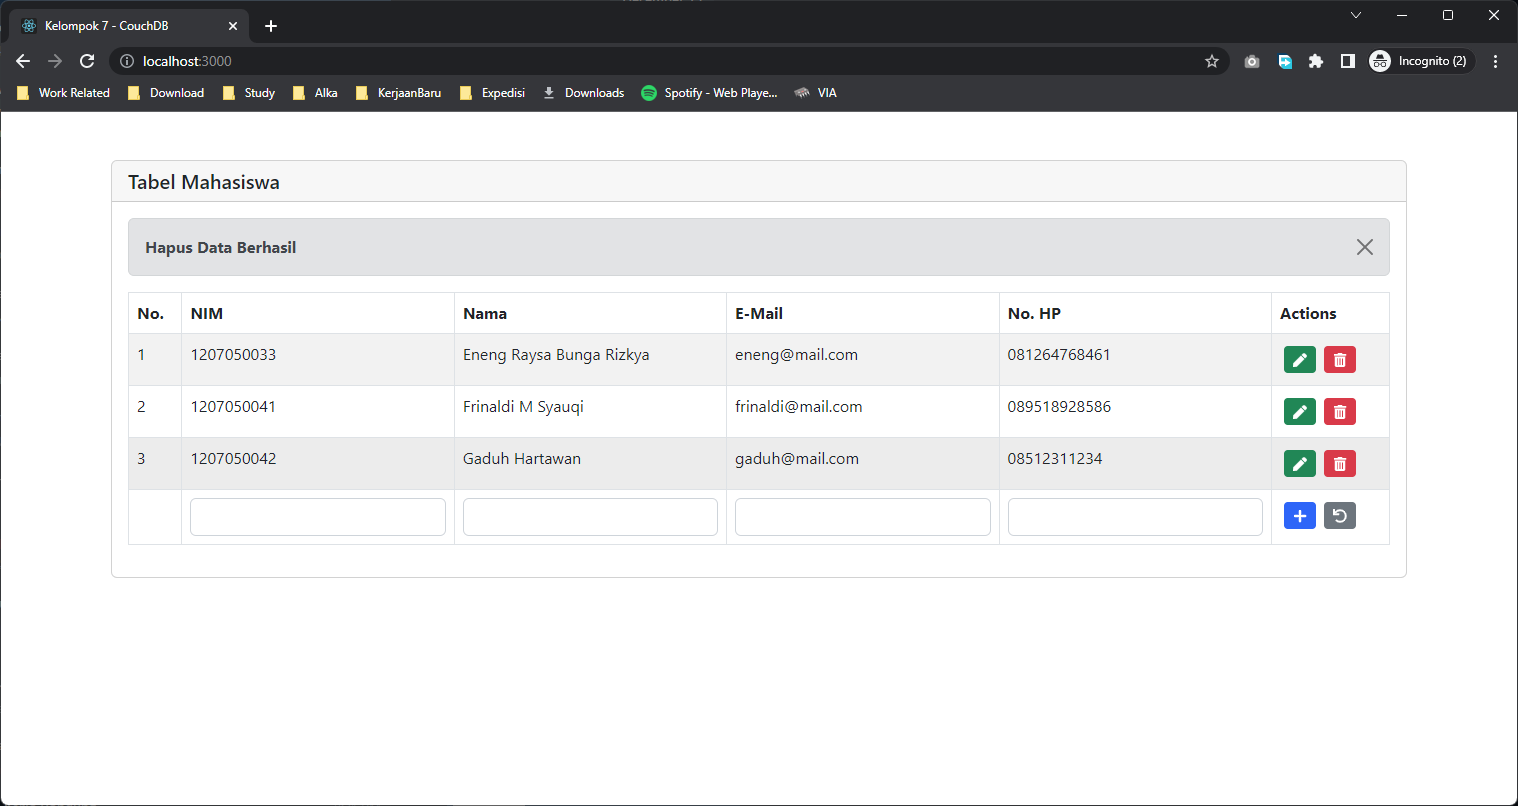 Kelompok 7 - CouchDB
localhost:3000
Incognito (2)
Work Related Download Study Alka KerjaanBaru Expedisi Downloads Spotify - Web Playe... VIA
Tabel Mahasiswa
Hapus Data Berhasil
No. NIM Nama E-Mail No. HP Actions
1 1207050033 Eneng Raysa Bunga Rizkya eneng@mail.com 081264768461
2 1207050041 Frinaldi M Syauqi frinaldi@mail.com 089518928586
3 1207050042 Gaduh Hartawan gaduh@mail.com 08512311234